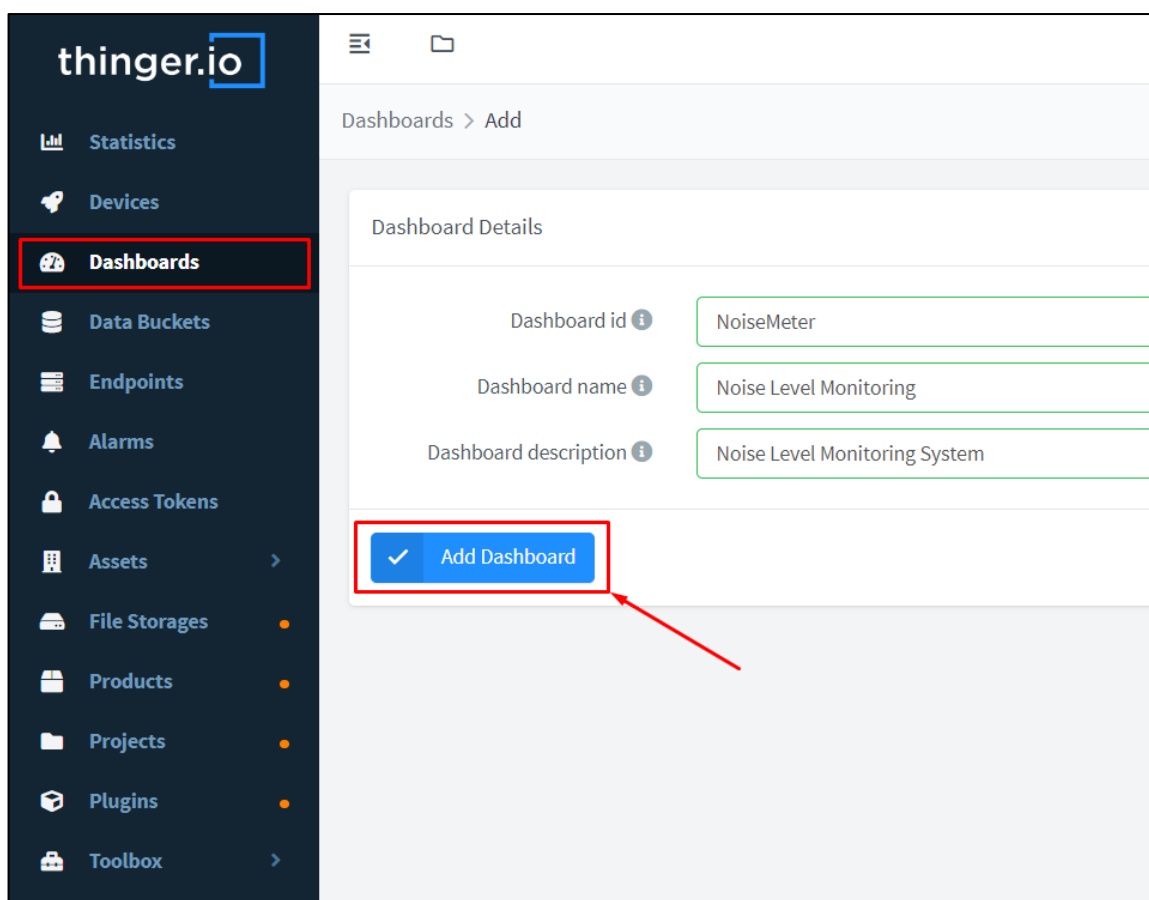 thinger.io
Statistics
Devices
Dashboards
Data Buckets
Endpoints
Alarms
Access Tokens
Assets
File Storages
Products
Projects
Plugins
Toolbox
Dashboards > Add
Dashboard Details
Dashboard id
NoiseMeter
Dashboard name
Noise Level Monitoring
Dashboard description
Noise Level Monitoring System
Add Dashboard